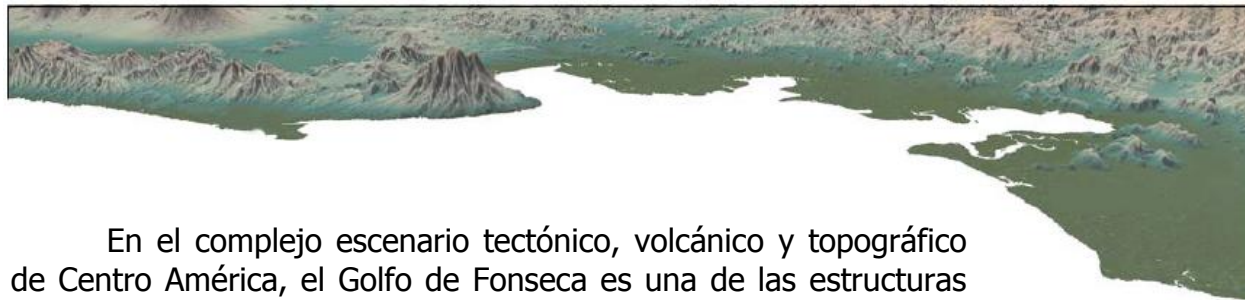 En el complejo escenario tectónico, volcánico y topográfico
de Centro América, el Golfo de Fonseca es una de las estructuras